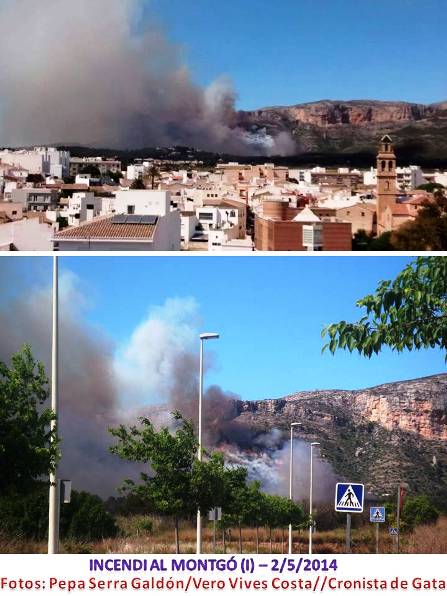 INCENDI AL MONTGÓ (I) – 2/5/2014
Fotos: Pepa Serra Galdón/Vero Vives Costa//Cronista de Gata